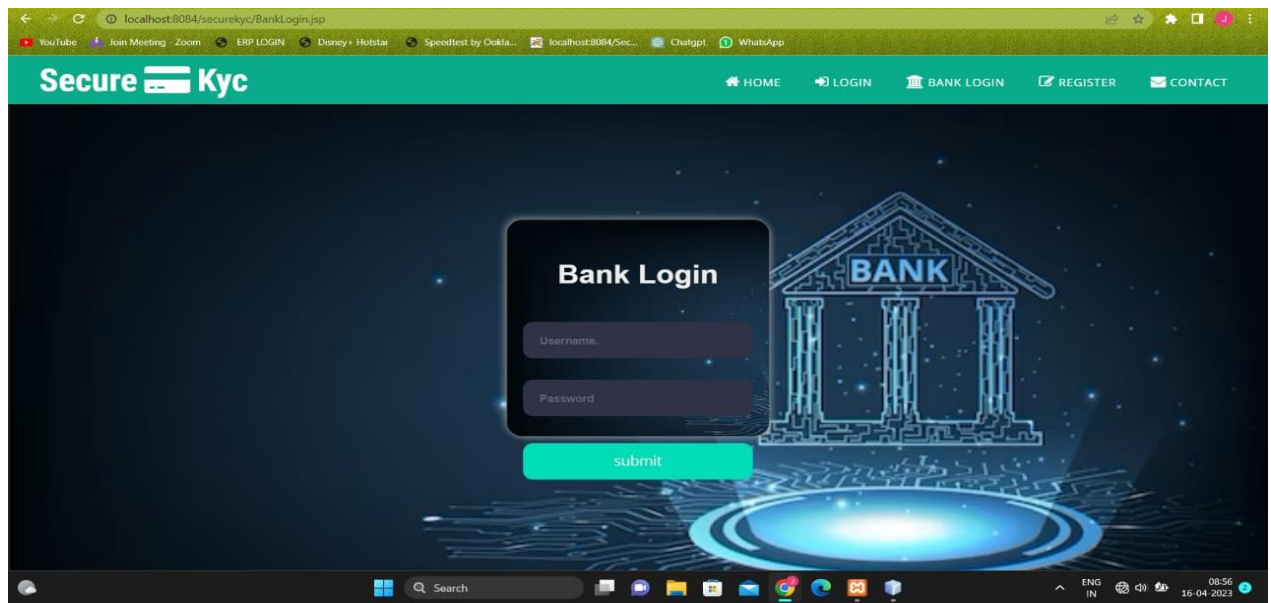 localhost:8084/securekyc/BankLogin.jsp
YouTube Join Meeting - Zoom ERP LOGIN Disney+ Hotstar Speedtest by Ookla... localhost:8084/Sec... Chatgpt WhatsApp
Secure Kyc HOME LOGIN BANK LOGIN REGISTER CONTACT
BANK
Bank Login
Username.
Password
submit
Search ENG 08:56
IN 16-04-2023 2